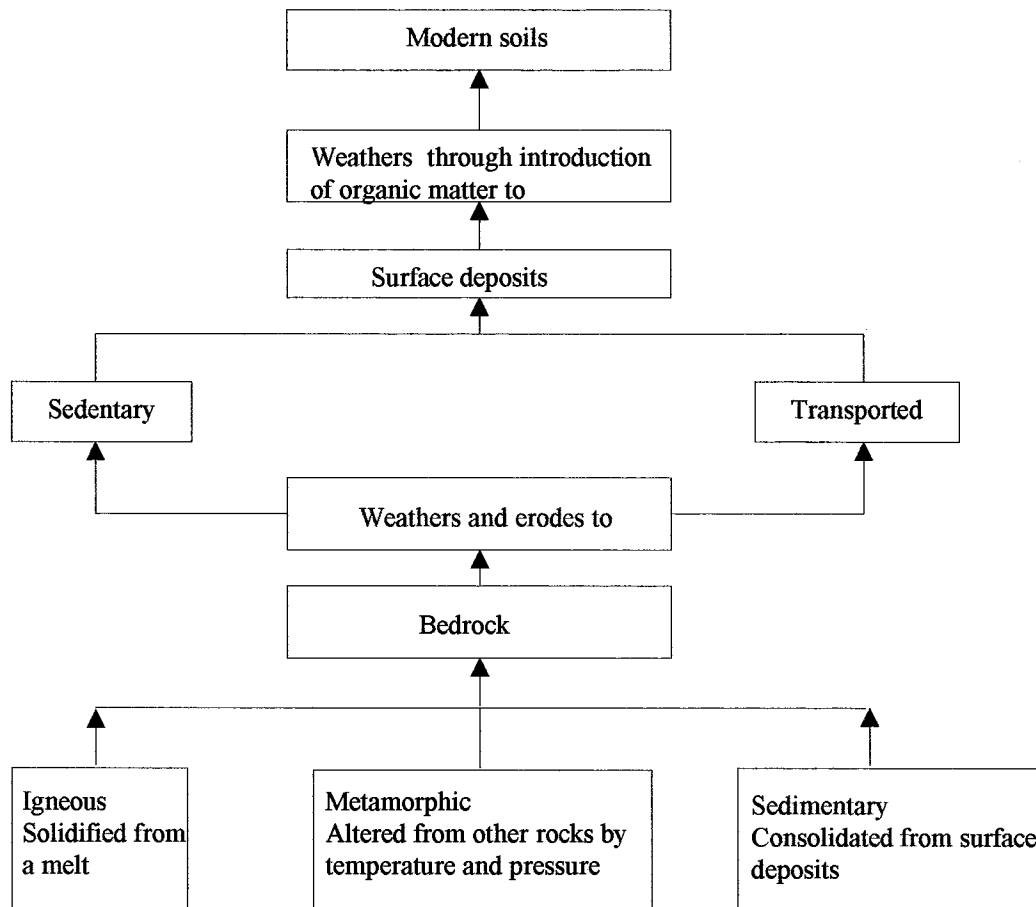 Modern soils
Weathers through introduction
of organic matter to
Surface deposits
Sedentary
Transported
Weathers and erodes to
Bedrock
Igneous
Solidified from
a melt
Metamorphic
Altered from other rocks by
temperature and pressure
Sedimentary
Consolidated from surface
deposits